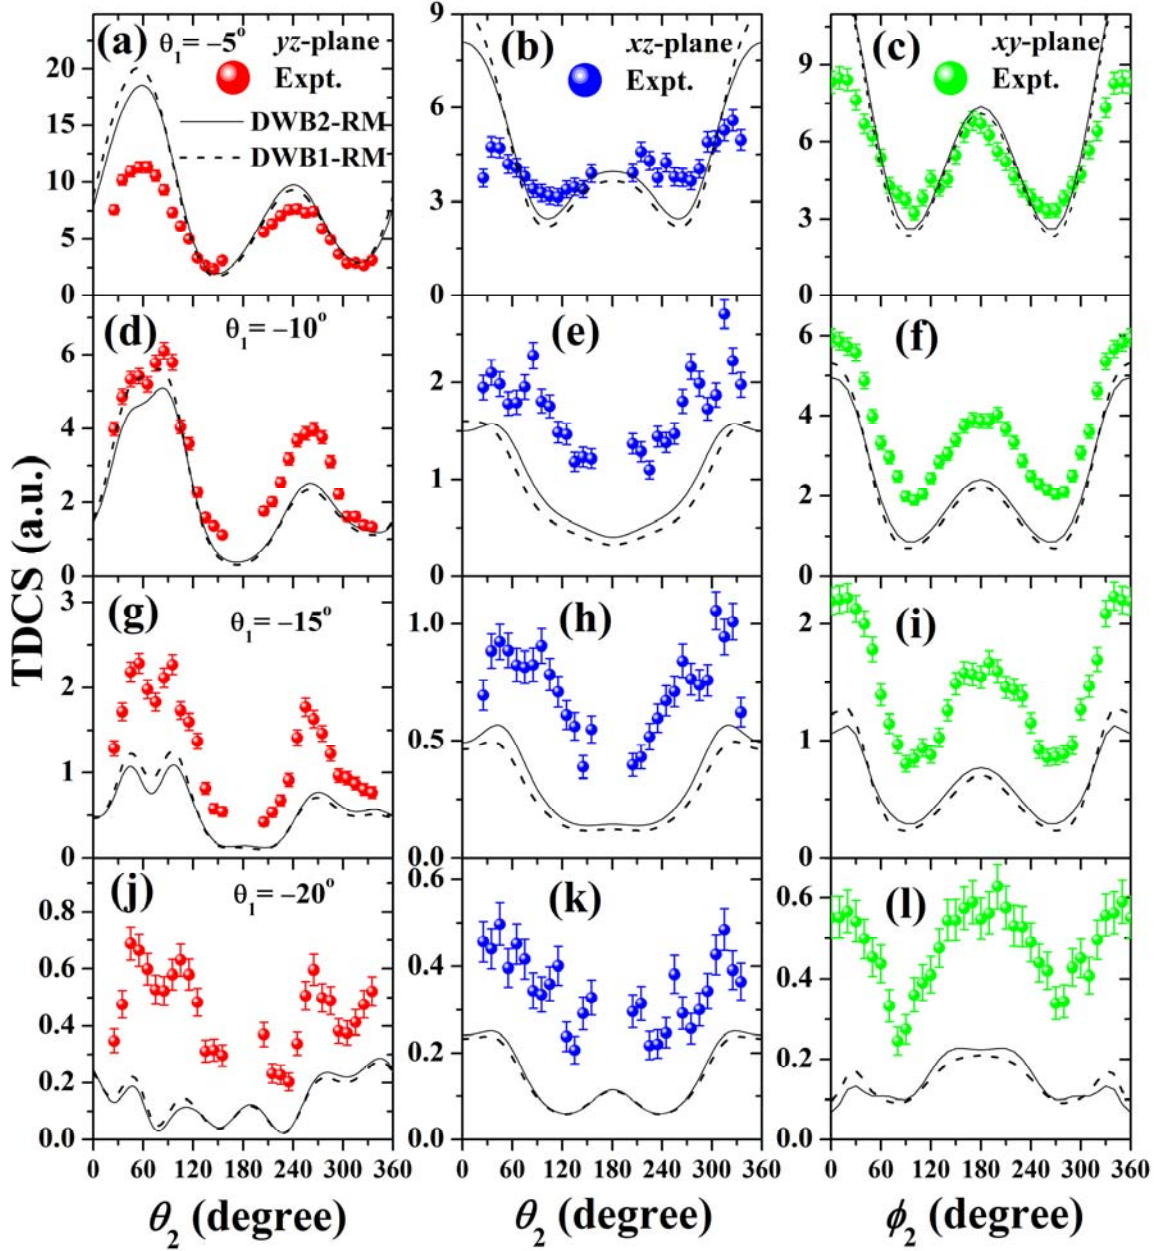 (a) θ₁= –5° yz-plane
Expt.
DWB2-RM
DWB1-RM
20
15
10
5
0
(b) xz-plane
Expt.
9
6
3
0
(c) xy-plane
Expt.
9
6
3
0
(d) θ₁= –10°
6
4
2
0
(e)
2
1
0
(f)
6
4
2
0
(g) θ₁= –15°
3
2
1
0
(h)
1.0
0.5
0.0
(i)
2
1
0
(j) θ₁= –20°
0.8
0.6
0.4
0.2
0.0
(k)
0.6
0.4
0.2
0.0
(l)
0.6
0.4
0.2
0.0
TDCS (a.u.)
0 60 120 180 240 300 360
0 60 120 180 240 300 360
0 60 120 180 240 300 360
θ₂ (degree)
θ₂ (degree)
ϕ₂ (degree)